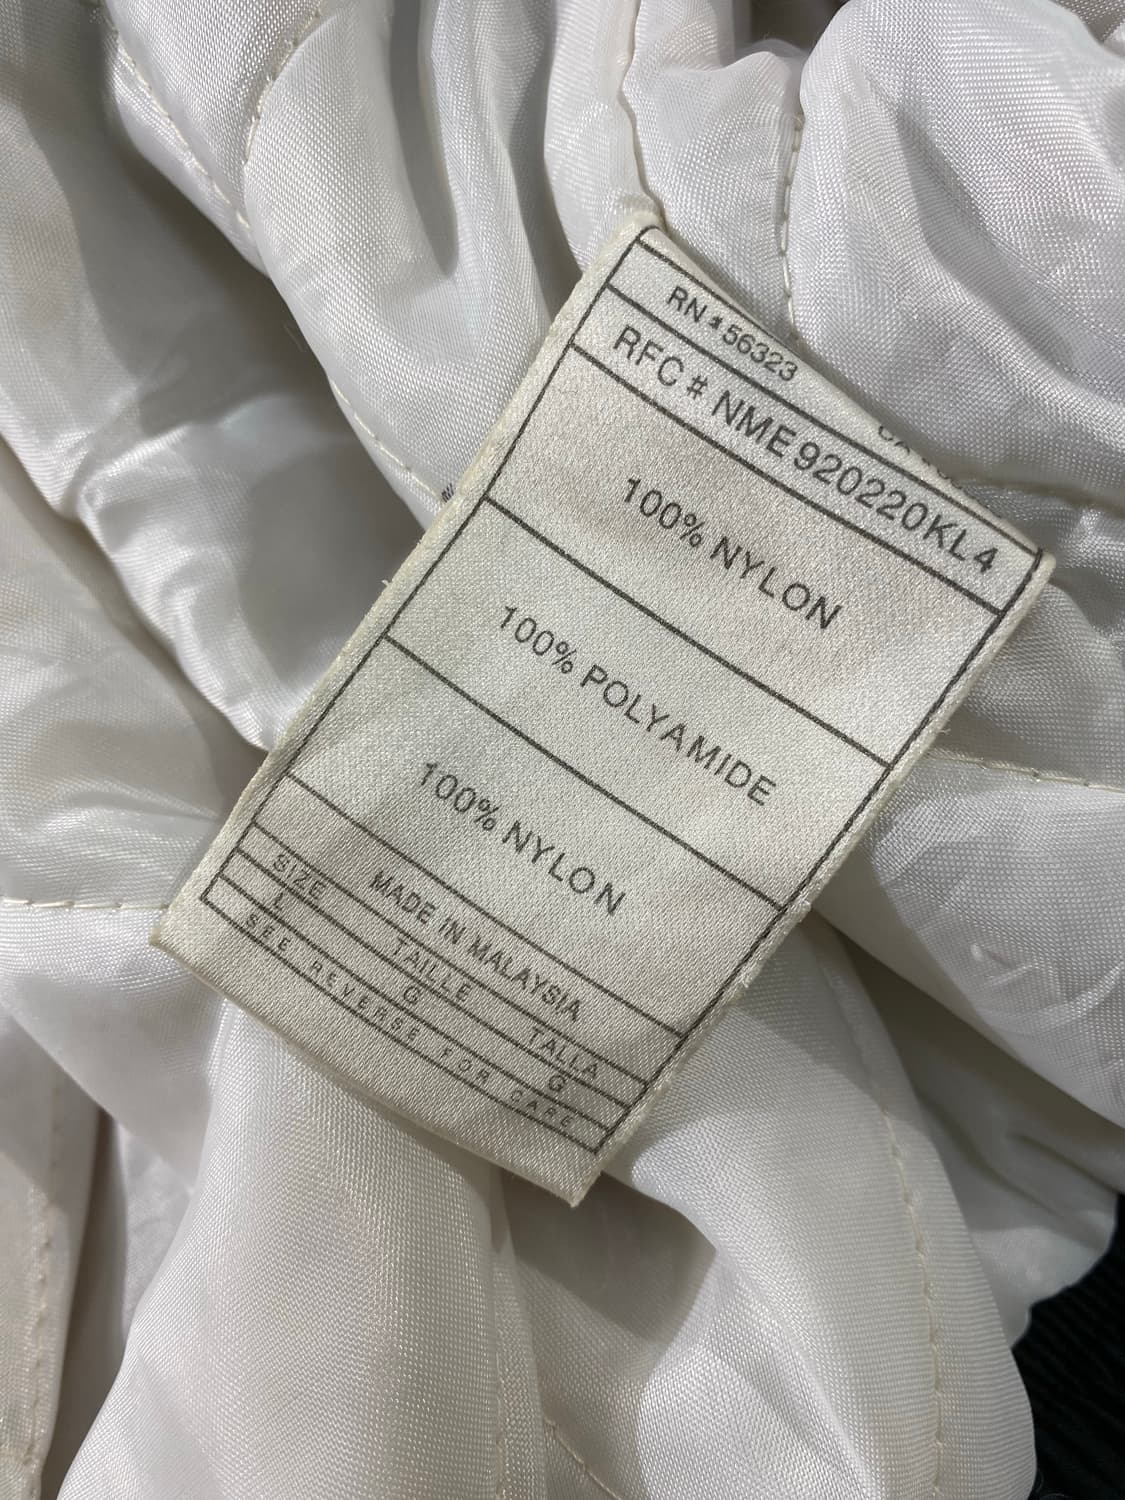 RN # 56323
RFC # NME920220KL4
100% NYLON
100% POLYAMIDE
100% NYLON
MADE IN MALAYSIA
SIZE TAILLE TALLA
L G G
SEE REVERSE FOR CARE